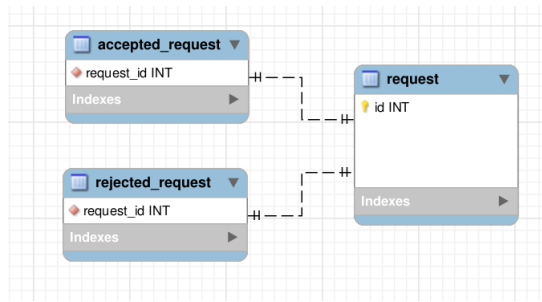 accepted_request
request_id INT
Indexes
request
id INT
Indexes
rejected_request
request_id INT
Indexes